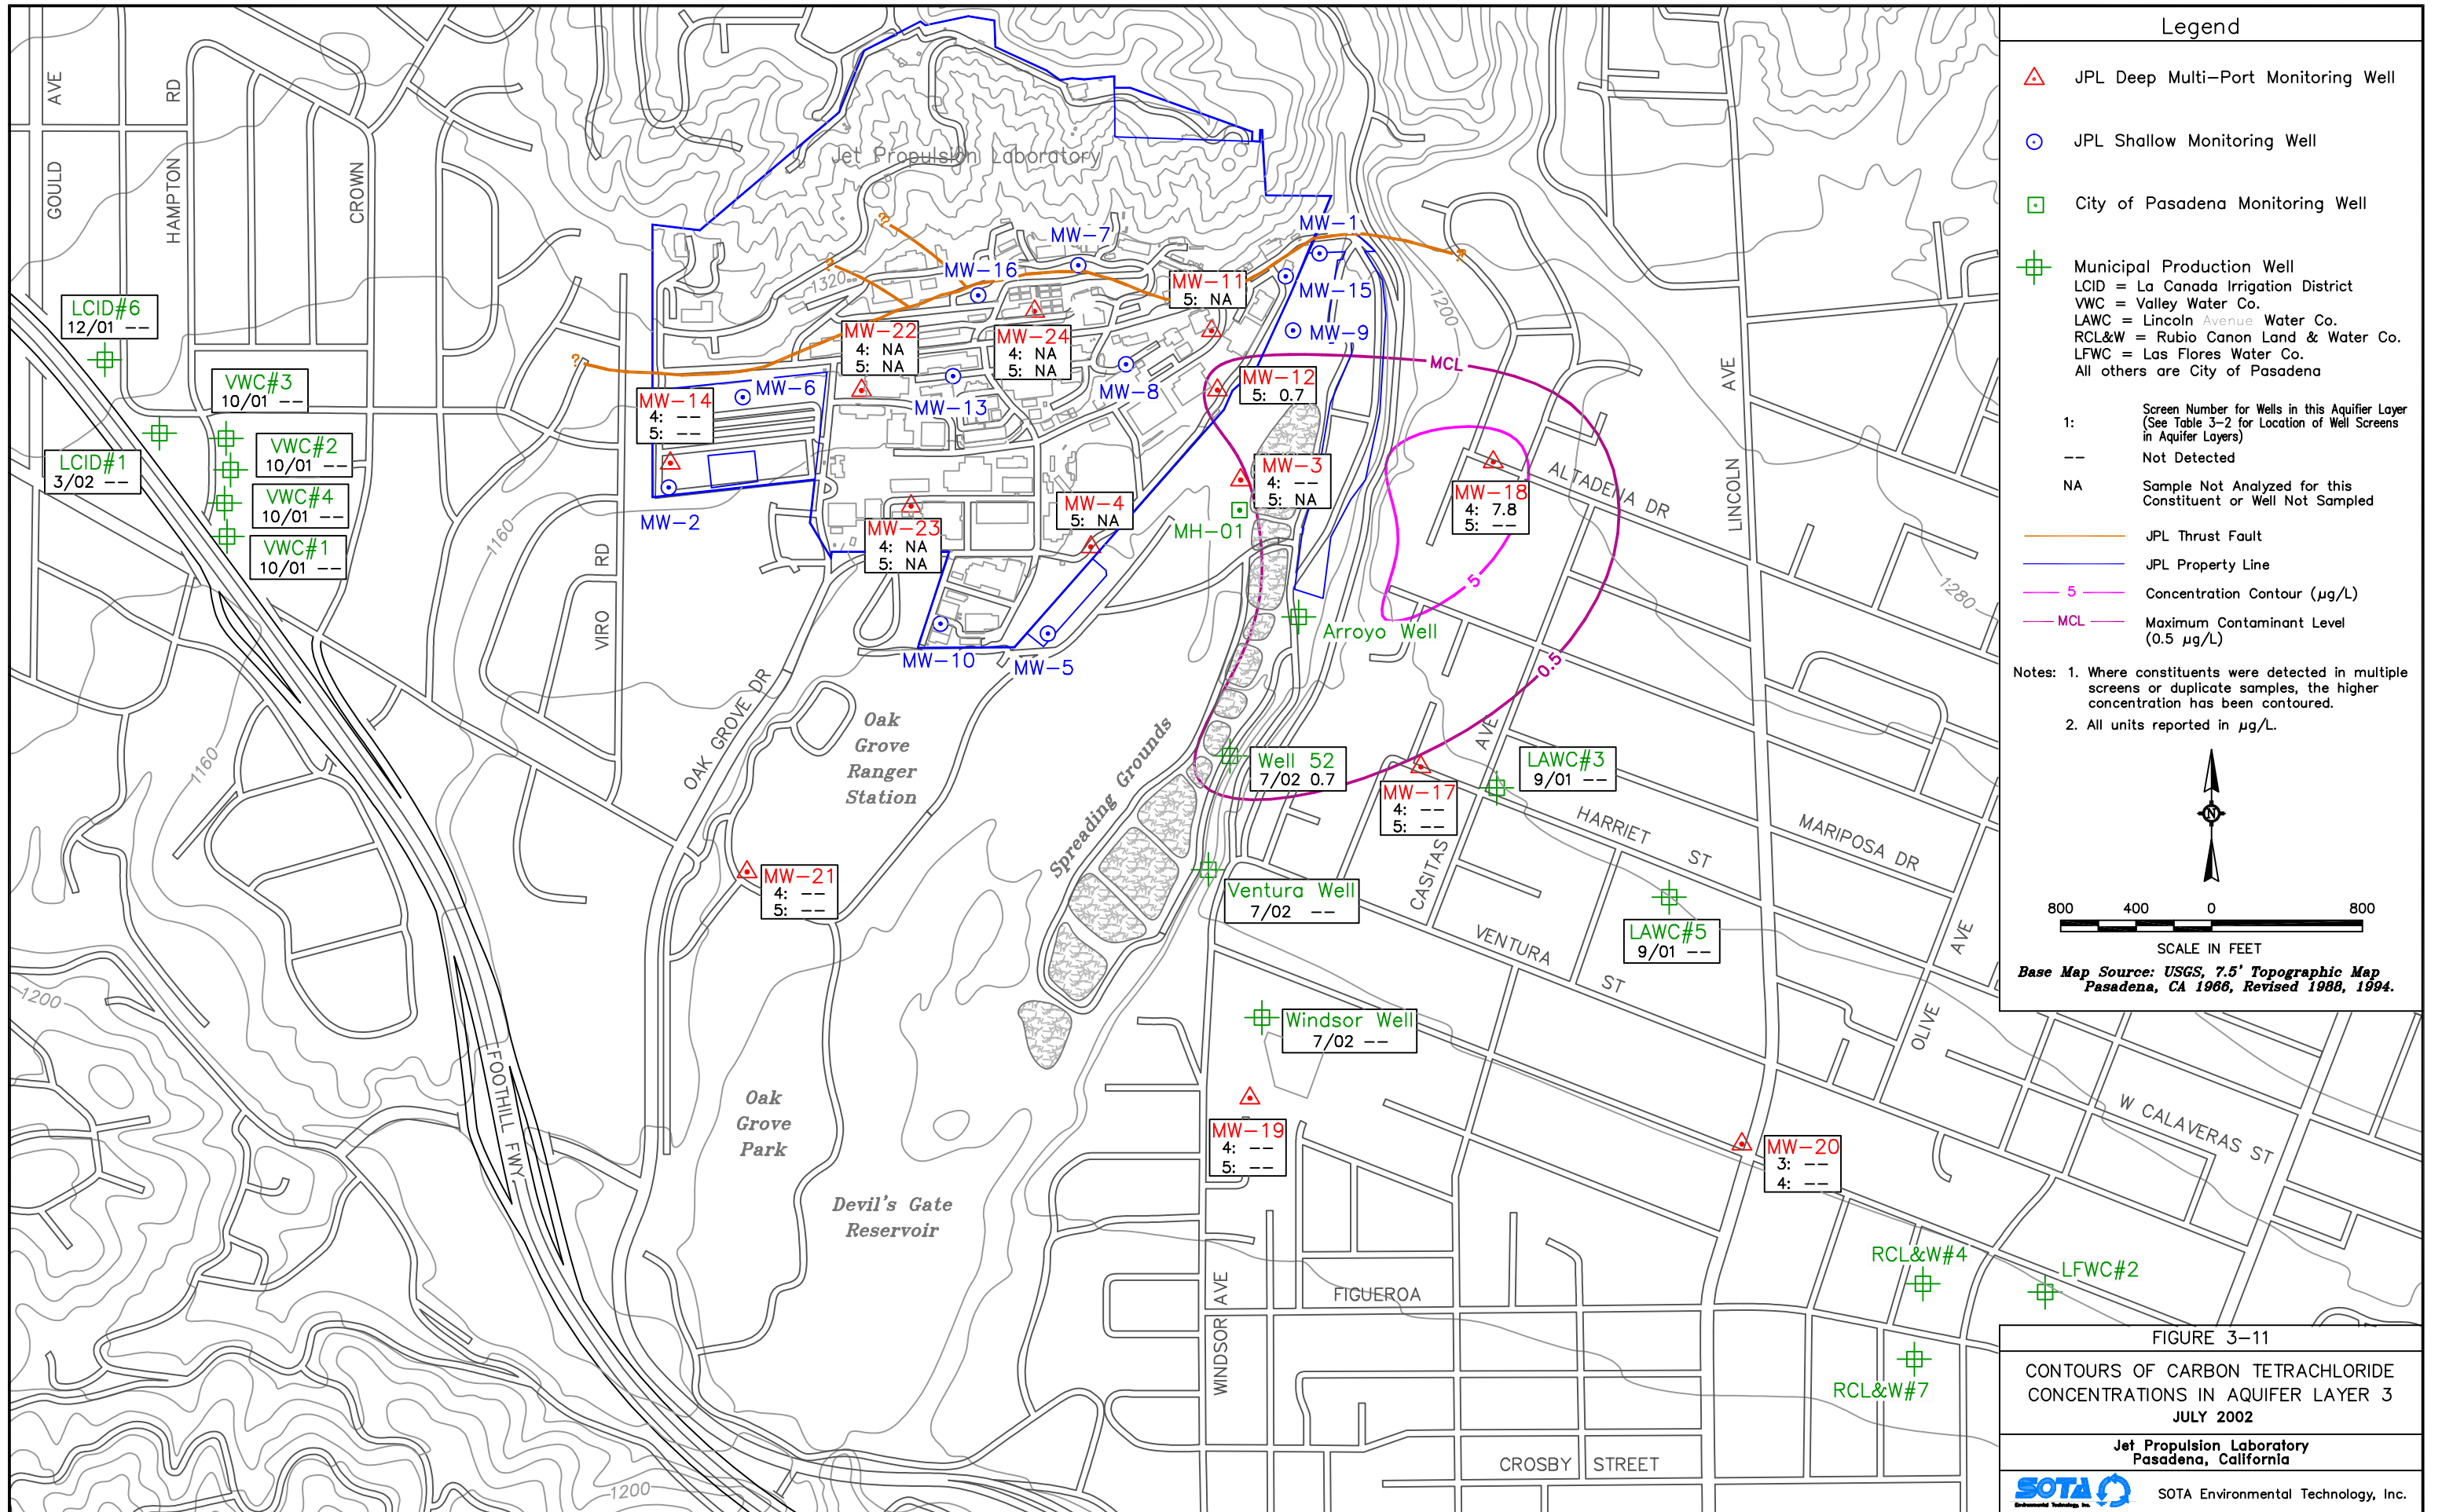 Legend
JPL Deep Multi-Port Monitoring Well
JPL Shallow Monitoring Well
City of Pasadena Monitoring Well
Municipal Production Well
LCID = La Canada Irrigation District
VWC = Valley Water Co.
LAWC = Lincoln Avenue Water Co.
RCL&W = Rubio Canon Land & Water Co.
LFWC = Las Flores Water Co.
All others are City of Pasadena
1:
Screen Number for Wells in this Aquifier Layer
(See Table 3-2 for Location of Well Screens
in Aquifer Layers)
-- Not Detected
NA Sample Not Analyzed for this
Constituent or Well Not Sampled
JPL Thrust Fault
JPL Property Line
5 Concentration Contour (µg/L)
MCL Maximum Contaminant Level
(0.5 µg/L)
Notes: 1. Where constituents were detected in multiple
screens or duplicate samples, the higher
concentration has been contoured.
2. All units reported in µg/L.
N
800 400 0 800
SCALE IN FEET
Base Map Source: USGS, 7.5' Topographic Map
Pasadena, CA 1966, Revised 1988, 1994.
FIGURE 3-11
CONTOURS OF CARBON TETRACHLORIDE
CONCENTRATIONS IN AQUIFER LAYER 3
JULY 2002
Jet Propulsion Laboratory
Pasadena, California
SOTA
Environmental Technology, Inc.
SOTA Environmental Technology, Inc.
GOULD AVE
HAMPTON RD
CROWN
Jet Propulsion Laboratory
LCID#6
12/01 --
VWC#3
10/01 --
VWC#2
10/01 --
LCID#1
3/02 --
VWC#4
10/01 --
VWC#1
10/01 --
?
?
?
?
1320
MW-16
MW-7
MW-1
MW-11
5: NA
MW-15
MW-9
1200
MW-22
4: NA
5: NA
MW-24
4: NA
5: NA
MW-14
4: --
5: --
MW-6
MW-13
MW-8
MW-12
5: 0.7
MCL
MW-2
MW-23
4: NA
5: NA
MW-4
5: NA
MW-3
4: --
5: NA
MH-01
MW-18
4: 7.8
5: --
ALTADENA DR
LINCOLN AVE
5
1280
1160
VIRO RD
MW-10
MW-5
Arroyo Well
0.5
1160
OAK GROVE DR
Oak
Grove
Ranger
Station
Spreading Grounds
Well 52
7/02 0.7
MW-17
4: --
5: --
LAWC#3
9/01 --
CASITAS AVE
HARRIET ST
MARIPOSA DR
MW-21
4: --
5: --
Ventura Well
7/02 --
LAWC#5
9/01 --
VENTURA ST
OLIVE AVE
1200
FOOTHILL FWY
Windsor Well
7/02 --
Oak
Grove
Park
MW-19
4: --
5: --
MW-20
3: --
4: --
W CALAVERAS ST
Devil's Gate
Reservoir
WINDSOR AVE
FIGUEROA
RCL&W#4
LFWC#2
RCL&W#7
CROSBY STREET
1200